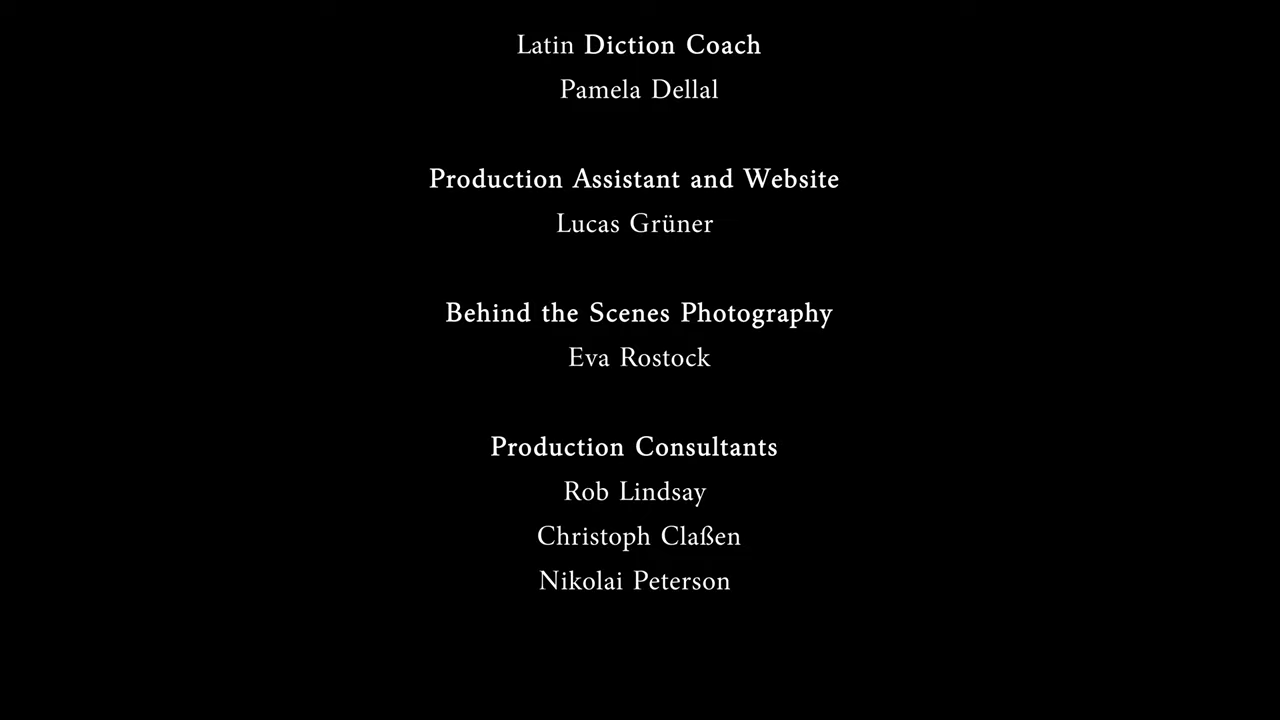 Latin Diction Coach
Pamela Dellal
Production Assistant and Website
Lucas Grüner
Behind the Scenes Photography
Eva Rostock
Production Consultants
Rob Lindsay
Christoph Claßen
Nikolai Peterson